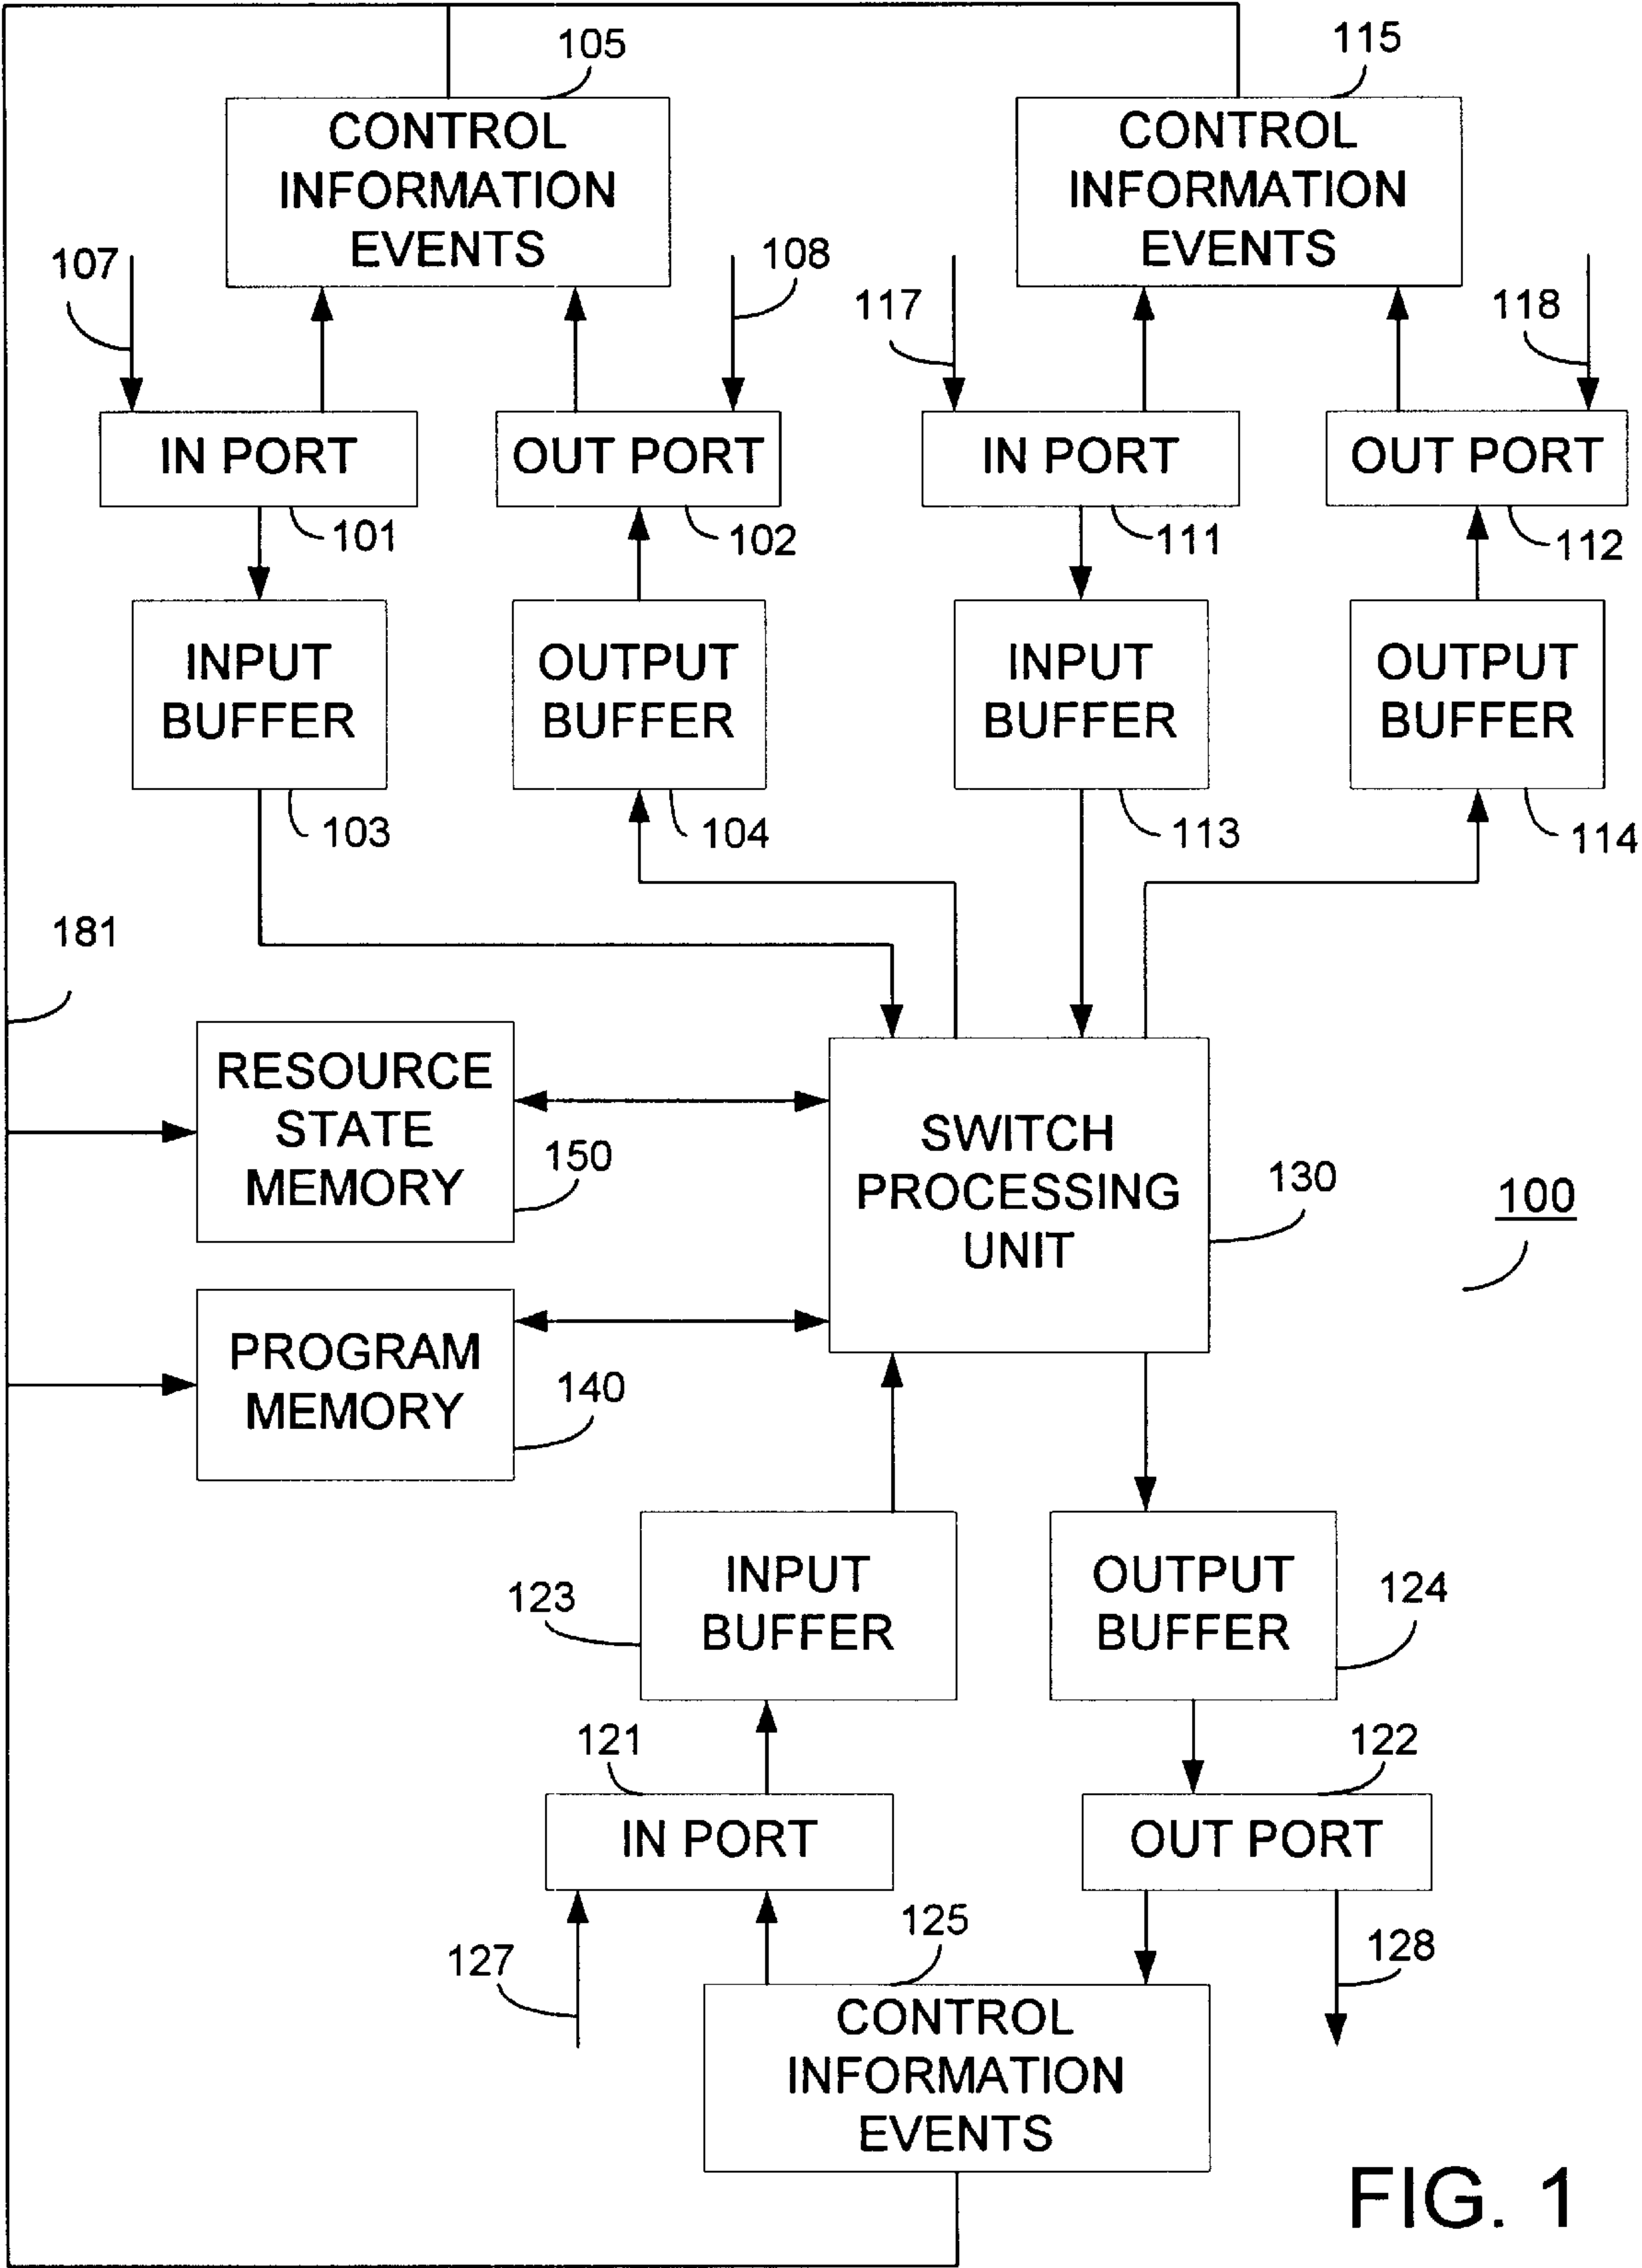 105
115
CONTROL
INFORMATION
EVENTS
CONTROL
INFORMATION
EVENTS
107
108
117
118
IN PORT
OUT PORT
IN PORT
OUT PORT
101
102
111
112
INPUT
BUFFER
OUTPUT
BUFFER
INPUT
BUFFER
OUTPUT
BUFFER
103
104
113
114
181
RESOURCE
STATE
MEMORY
150
SWITCH
PROCESSING
UNIT
130
100
PROGRAM
MEMORY
140
INPUT
BUFFER
123
OUTPUT
BUFFER
124
121
122
IN PORT
OUT PORT
127
125
128
CONTROL
INFORMATION
EVENTS
FIG. 1